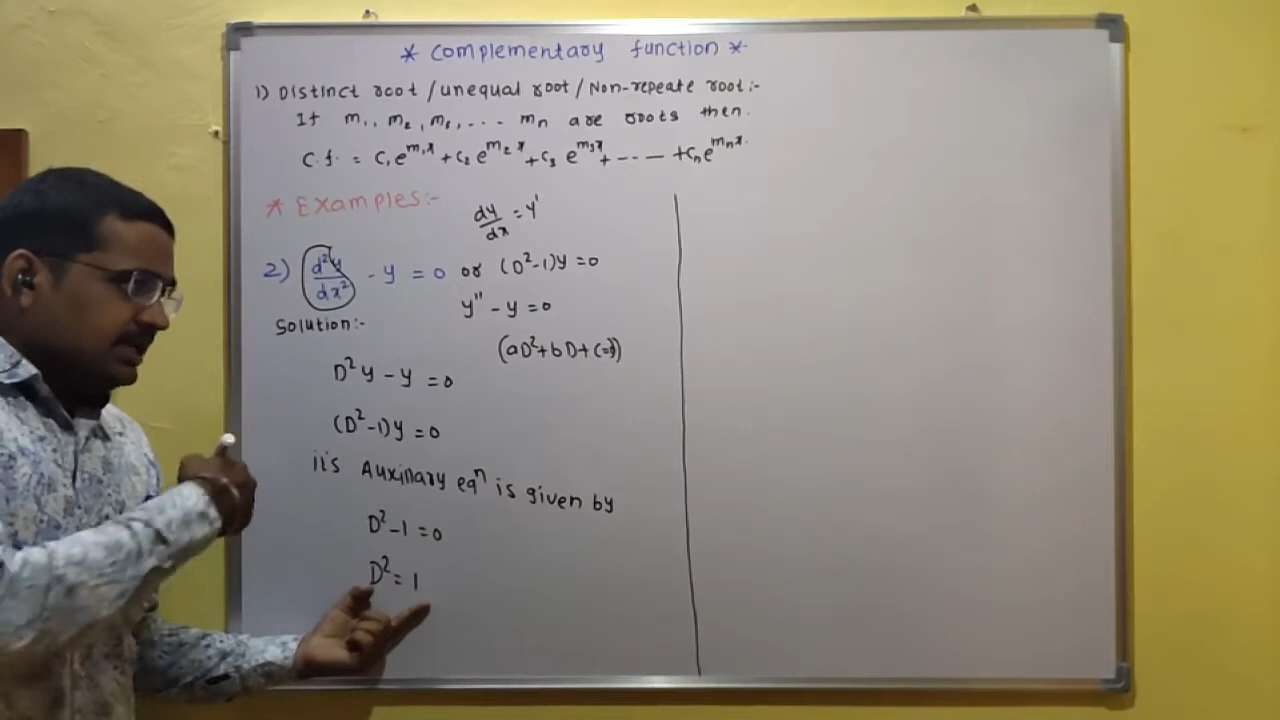 * Complementary function *
1) Distinct root / unequal root / Non-repeate root :-
If m₁, m₂, m₃, ... mₙ are roots then.
C.f. = C₁e^{m₁x} + C₂e^{m₂x} + C₃e^{m₃x} + ... + Cₙe^{mₙx}.
* Examples:-
dy/dx = y'
2) d²y/dx² - y = 0 or (D²-1)y = 0
y'' - y = 0
Solution:-
(aD²+bD+c=0)
D²y - y = 0
(D²-1)y = 0
it's Auxillary eqⁿ is given by
D²-1 = 0
D² = 1